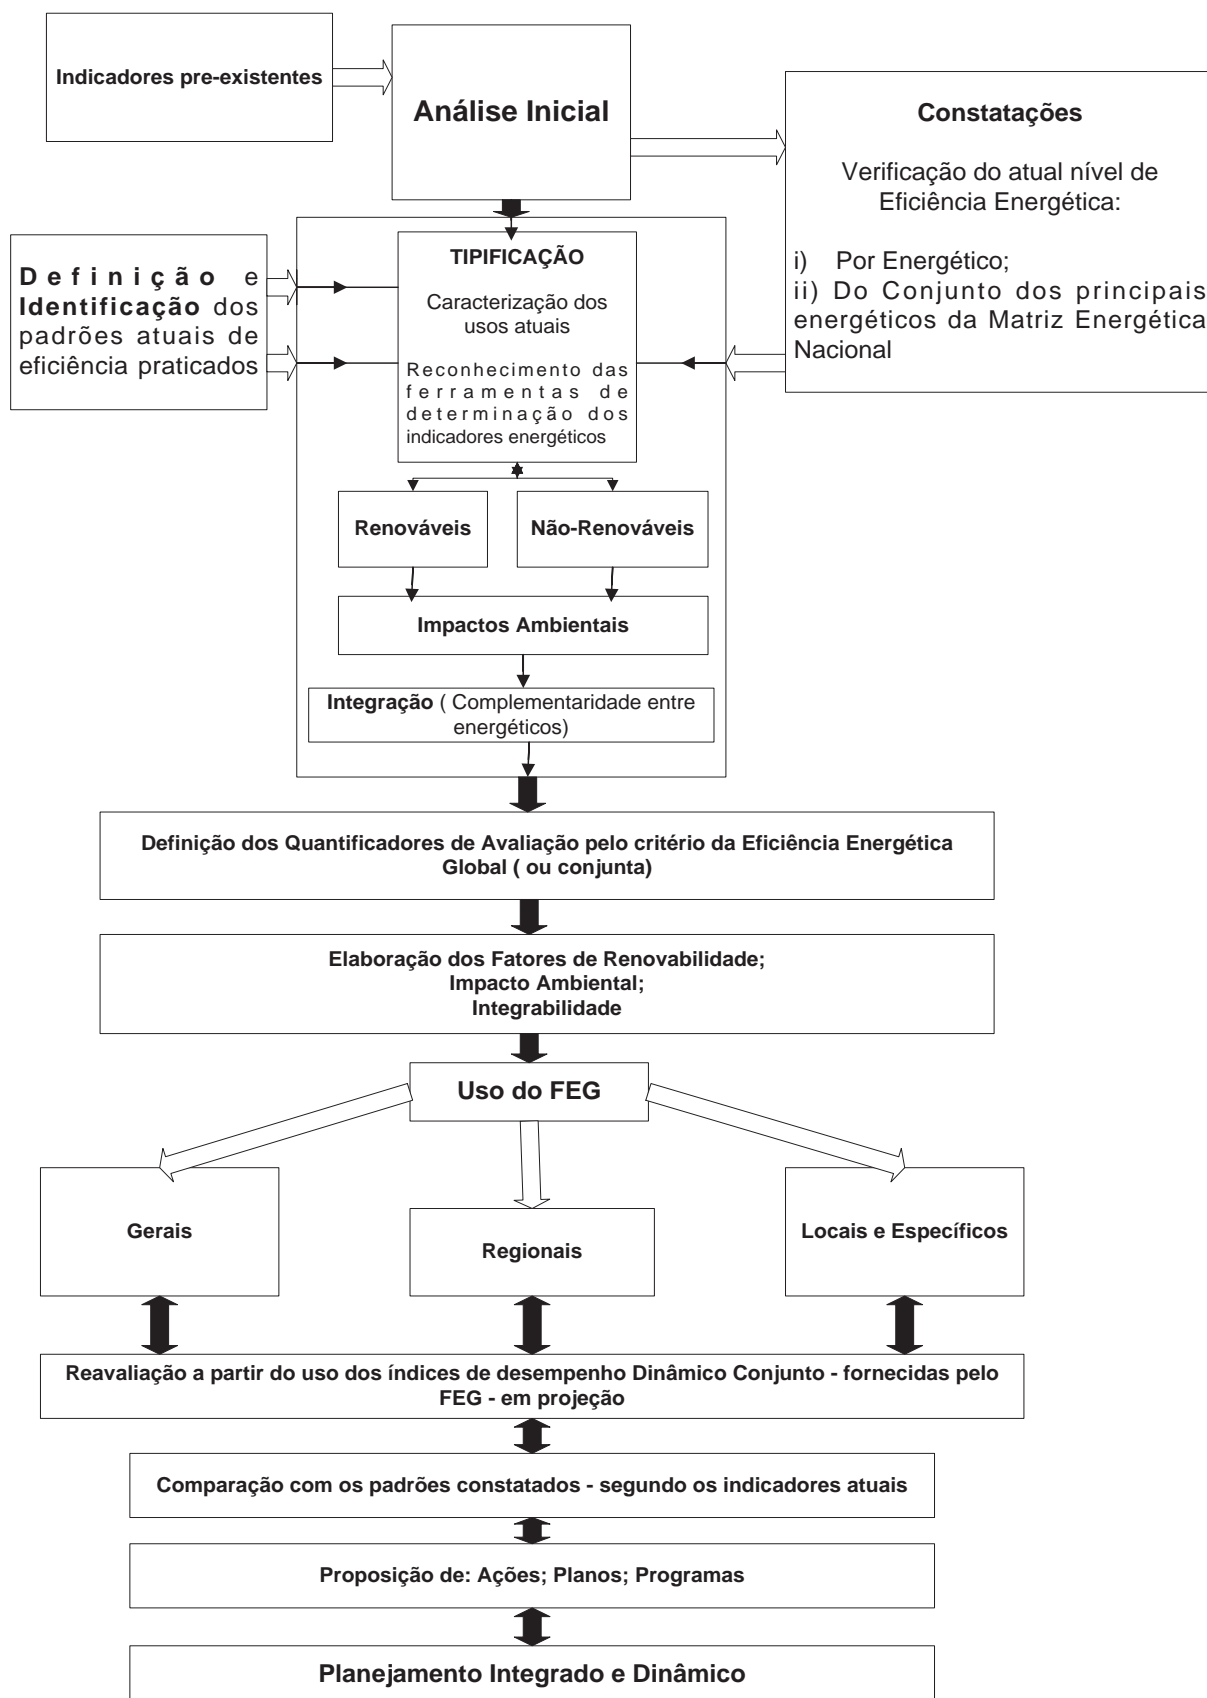 Indicadores pre-existentes
Análise Inicial
Constatações
Verificação do atual nível de
Eficiência Energética:
i) Por Energético;
ii) Do Conjunto dos principais
energéticos da Matriz Energética
Nacional
Definição e
Identificação dos
padrões atuais de
eficiência praticados
TIPIFICAÇÃO
Caracterização dos
usos atuais
Reconhecimento das
ferramentas de
determinação dos
indicadores energéticos
Renováveis
Não-Renováveis
Impactos Ambientais
Integração ( Complementaridade entre
energéticos)
Definição dos Quantificadores de Avaliação pelo critério da Eficiência Energética
Global ( ou conjunta)
Elaboração dos Fatores de Renovabilidade;
Impacto Ambiental;
Integrabilidade
Uso do FEG
Gerais
Regionais
Locais e Específicos
Reavaliação a partir do uso dos índices de desempenho Dinâmico Conjunto - fornecidas pelo
FEG - em projeção
Comparação com os padrões constatados - segundo os indicadores atuais
Proposição de: Ações; Planos; Programas
Planejamento Integrado e Dinâmico